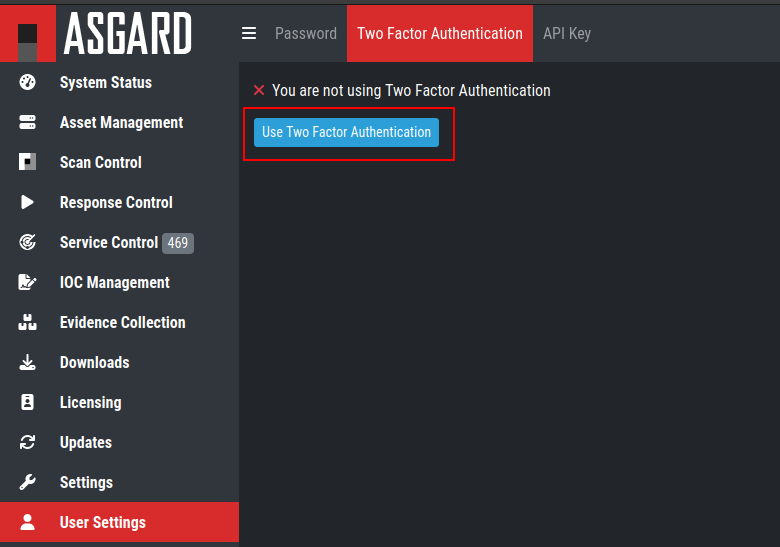 ASGARD
Password Two Factor Authentication API Key
System Status
Asset Management
Scan Control
Response Control
Service Control 469
IOC Management
Evidence Collection
Downloads
Licensing
Updates
Settings
User Settings
You are not using Two Factor Authentication
Use Two Factor Authentication